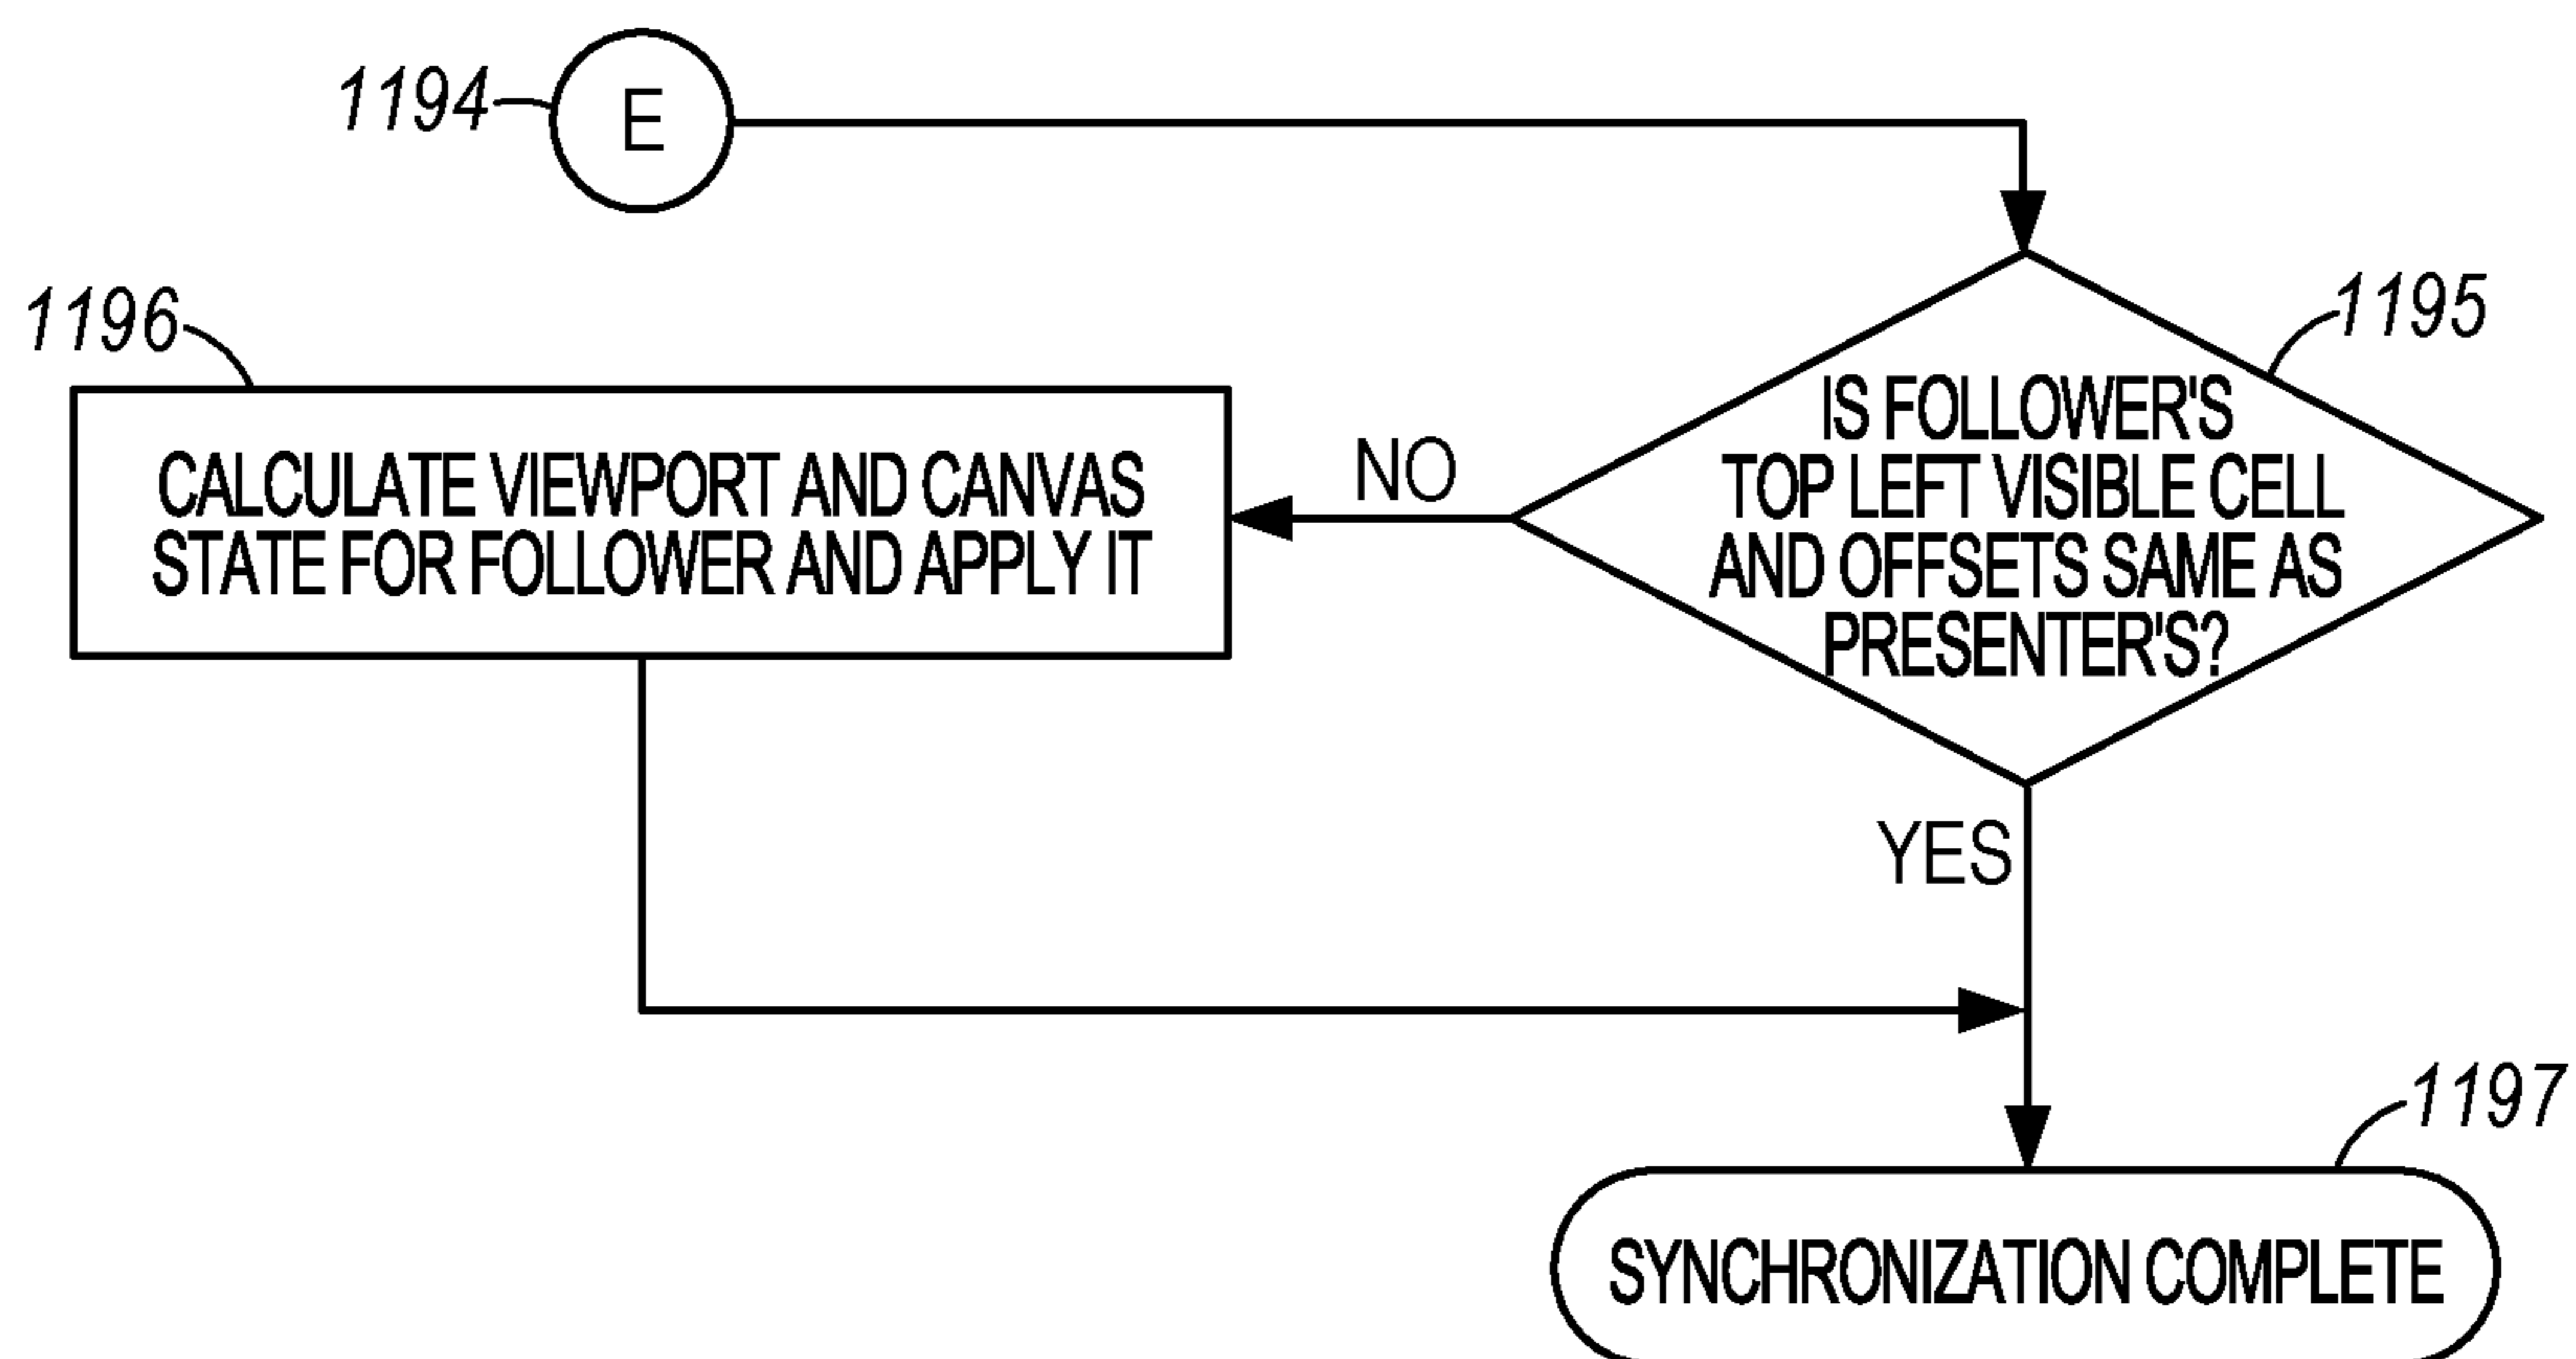 1194
E
1196
1195
CALCULATE VIEWPORT AND CANVAS
STATE FOR FOLLOWER AND APPLY IT
NO
IS FOLLOWER'S
TOP LEFT VISIBLE CELL
AND OFFSETS SAME AS
PRESENTER'S?
YES
1197
SYNCHRONIZATION COMPLETE